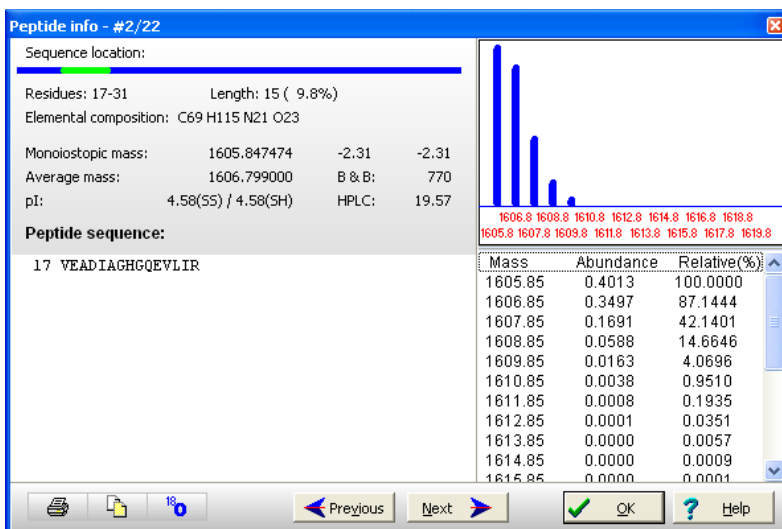 Peptide info - #2/22
Sequence location:
Residues: 17-31 Length: 15 ( 9.8%)
Elemental composition: C69 H115 N21 O23
Monoiostopic mass: 1605.847474 -2.31 -2.31
Average mass: 1606.799000 B & B: 770
pI: 4.58(SS) / 4.58(SH) HPLC: 19.57
Peptide sequence:
17 VEADIAGHGQEVLIR
1606.8 1608.8 1610.8 1612.8 1614.8 1616.8 1618.8
1605.8 1607.8 1609.8 1611.8 1613.8 1615.8 1617.8 1619.8
Mass Abundance Relative(%)
1605.85 0.4013 100.0000
1606.85 0.3497 87.1444
1607.85 0.1691 42.1401
1608.85 0.0588 14.6646
1609.85 0.0163 4.0696
1610.85 0.0038 0.9510
1611.85 0.0008 0.1935
1612.85 0.0001 0.0351
1613.85 0.0000 0.0057
1614.85 0.0000 0.0009
1615.85 0.0000 0.0001
18O Previous Next OK ? Help